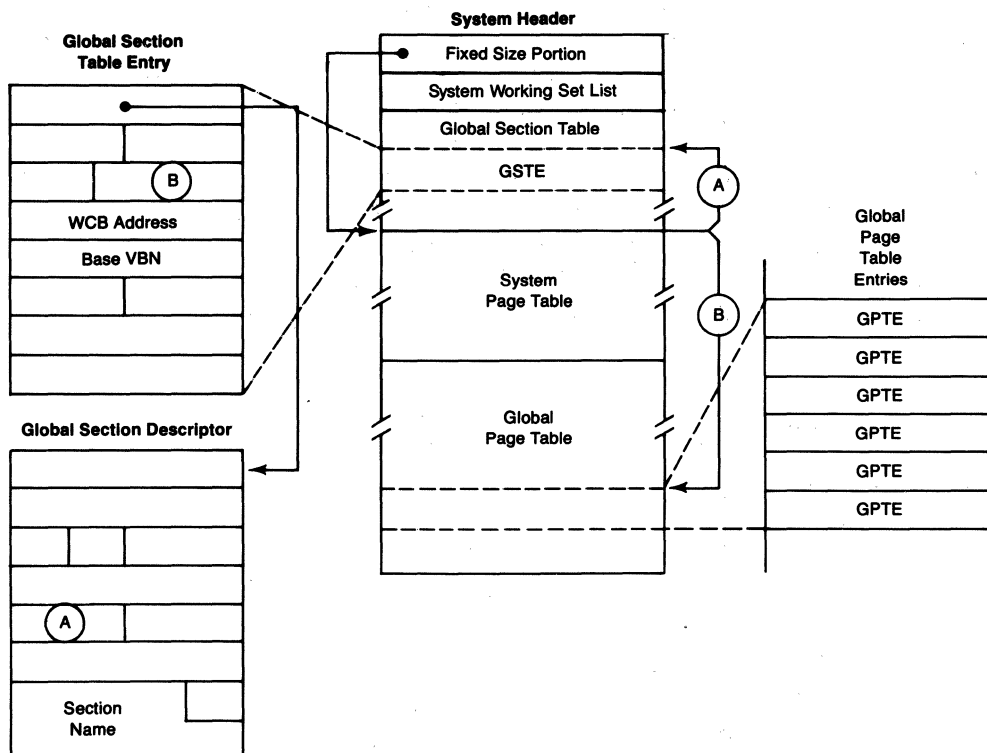 System Header
Global Section
Table Entry
Fixed Size Portion
System Working Set List
Global Section Table
GSTE
A
B
WCB Address
Base VBN
Global
Page
Table
Entries
System
Page Table
B
GPTE
GPTE
GPTE
GPTE
GPTE
GPTE
Global
Page Table
Global Section Descriptor
A
Section
Name